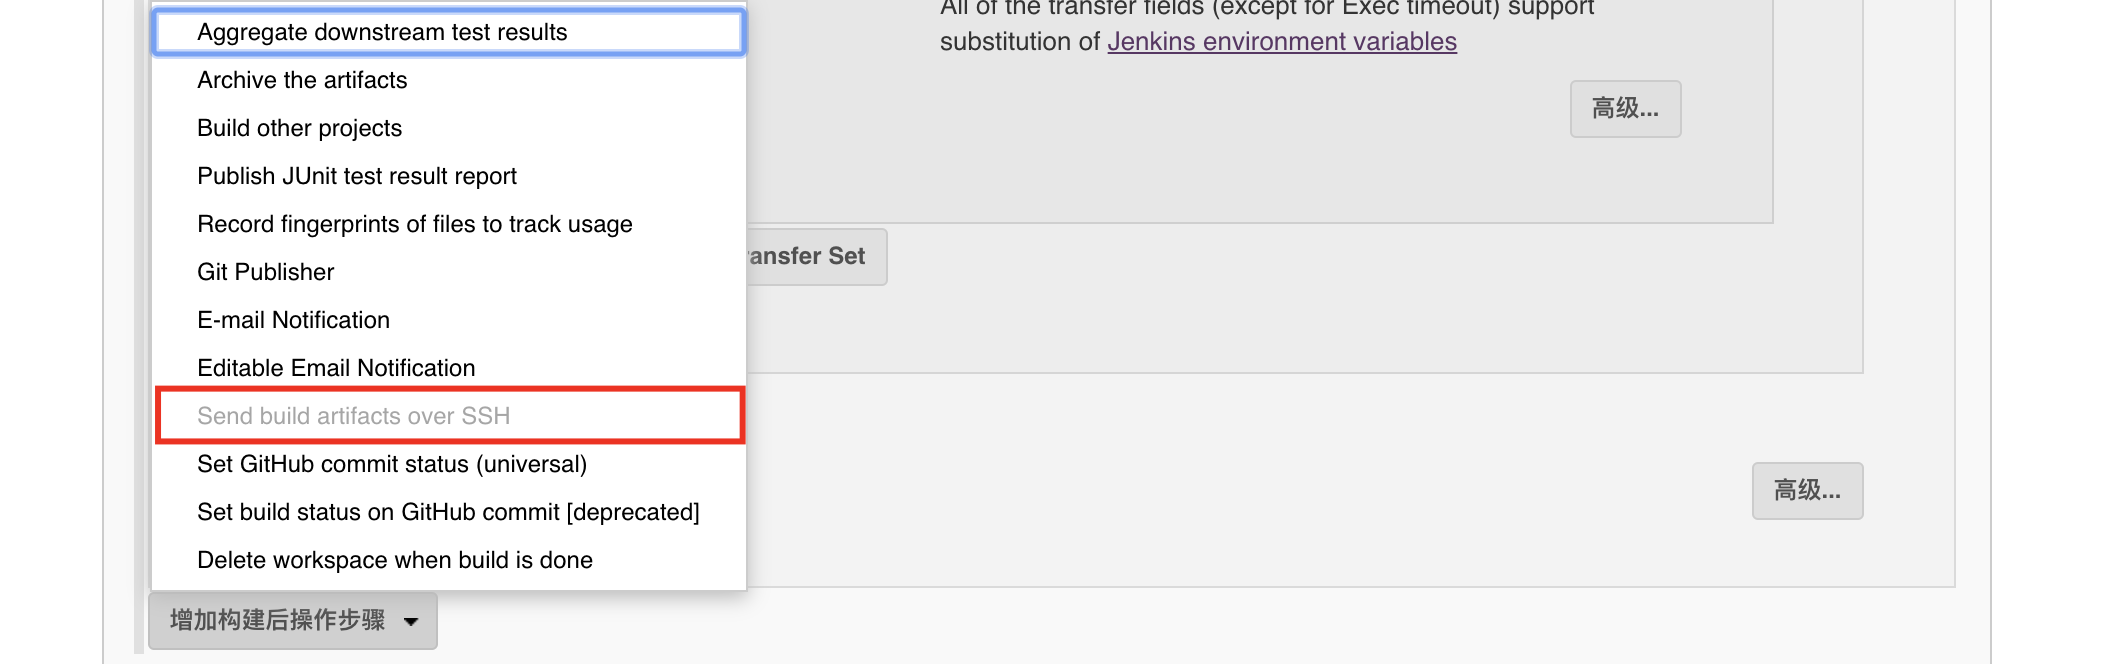 Aggregate downstream test results
Archive the artifacts
Build other projects
Publish JUnit test result report
Record fingerprints of files to track usage
Git Publisher
E-mail Notification
Editable Email Notification
Send build artifacts over SSH
Set GitHub commit status (universal)
Set build status on GitHub commit [deprecated]
Delete workspace when build is done
增加构建后操作步骤
All of the transfer fields (except for Exec timeout) support
substitution of Jenkins environment variables
高级...
ansfer Set
高级...